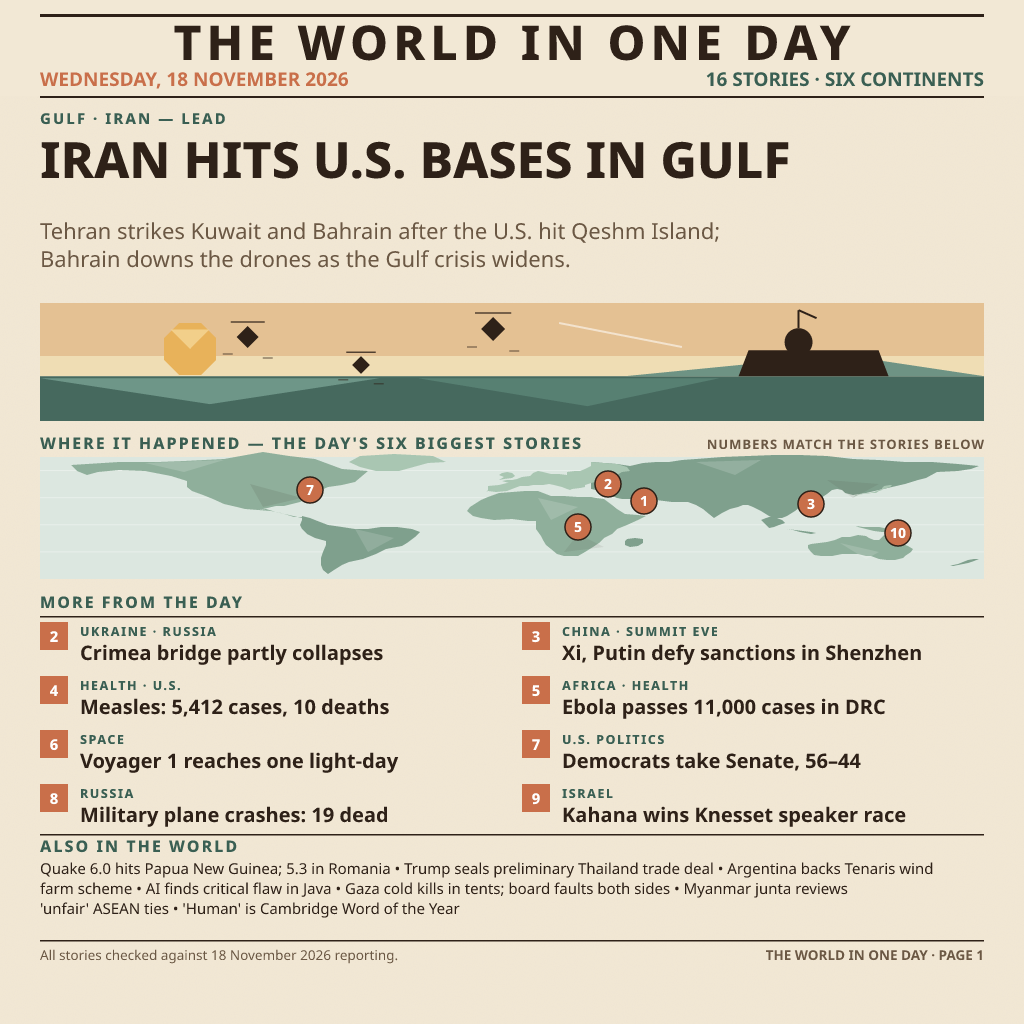 THE WORLD IN ONE DAY
WEDNESDAY, 18 NOVEMBER 2026
16 STORIES · SIX CONTINENTS
GULF · IRAN — LEAD
IRAN HITS U.S. BASES IN GULF
Tehran strikes Kuwait and Bahrain after the U.S. hit Qeshm Island;
Bahrain downs the drones as the Gulf crisis widens.
WHERE IT HAPPENED — THE DAY'S SIX BIGGEST STORIES
NUMBERS MATCH THE STORIES BELOW
7
2
1
3
5
10
MORE FROM THE DAY
2
UKRAINE · RUSSIA
Crimea bridge partly collapses
3
CHINA · SUMMIT EVE
Xi, Putin defy sanctions in Shenzhen
4
HEALTH · U.S.
Measles: 5,412 cases, 10 deaths
5
AFRICA · HEALTH
Ebola passes 11,000 cases in DRC
6
SPACE
Voyager 1 reaches one light-day
7
U.S. POLITICS
Democrats take Senate, 56–44
8
RUSSIA
Military plane crashes: 19 dead
9
ISRAEL
Kahana wins Knesset speaker race
ALSO IN THE WORLD
Quake 6.0 hits Papua New Guinea; 5.3 in Romania • Trump seals preliminary Thailand trade deal • Argentina backs Tenaris wind
farm scheme • AI finds critical flaw in Java • Gaza cold kills in tents; board faults both sides • Myanmar junta reviews
'unfair' ASEAN ties • 'Human' is Cambridge Word of the Year
All stories checked against 18 November 2026 reporting.
THE WORLD IN ONE DAY · PAGE 1